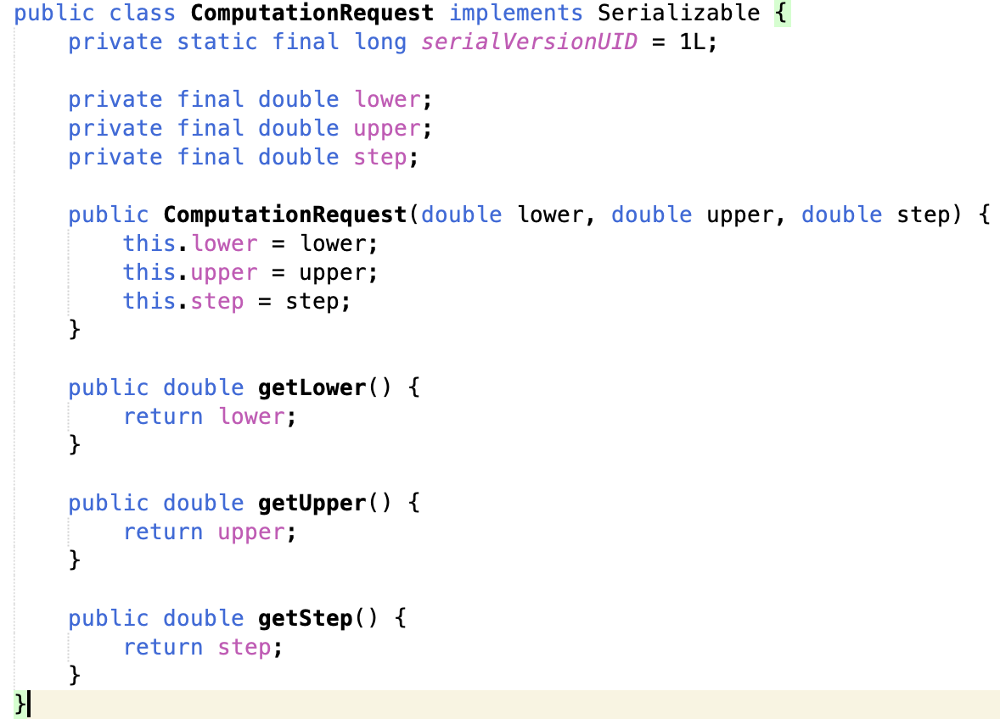 public class ComputationRequest implements Serializable {
    private static final long serialVersionUID = 1L;

    private final double lower;
    private final double upper;
    private final double step;

    public ComputationRequest(double lower, double upper, double step) {
        this.lower = lower;
        this.upper = upper;
        this.step = step;
    }

    public double getLower() {
        return lower;
    }

    public double getUpper() {
        return upper;
    }

    public double getStep() {
        return step;
    }
}